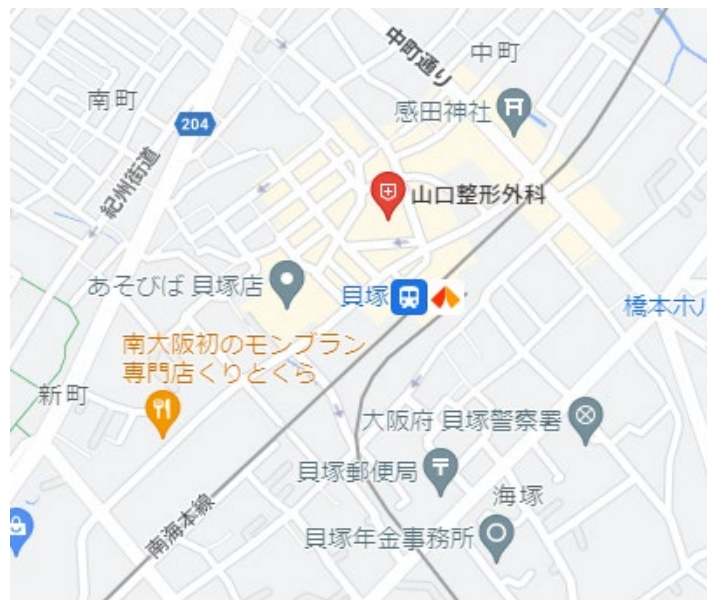 中町通り
中町
南町
感田神社
204
紀州街道
山口整形外科
あそびば 貝塚店
貝塚
橋本ホル
南大阪初のモンブラン
専門店くりとくら
新町
大阪府 貝塚警察署
貝塚郵便局
海塚
南海本線
貝塚年金事務所